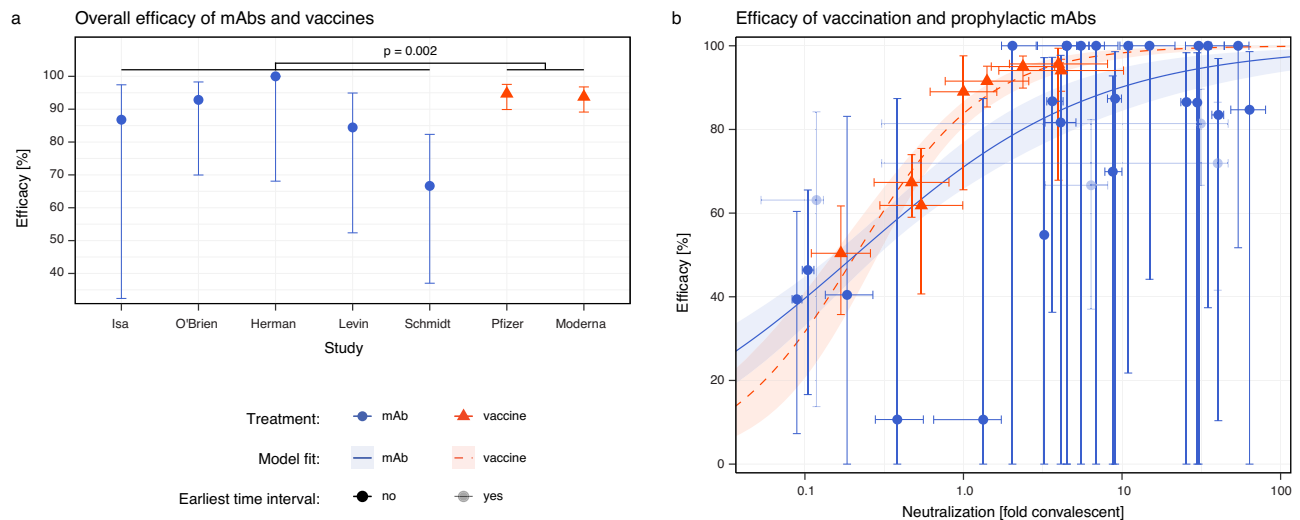 a
Overall efficacy of mAbs and vaccines
p = 0.002
Efficacy [%]
100
90
80
70
60
50
40
Isa
O'Brien
Herman
Levin
Schmidt
Pfizer
Moderna
Study
Treatment:
mAb
vaccine
Model fit:
mAb
vaccine
Earliest time interval:
no
yes
b
Efficacy of vaccination and prophylactic mAbs
Efficacy [%]
100
80
60
40
20
0
0.1
1.0
10
100
Neutralization [fold convalescent]